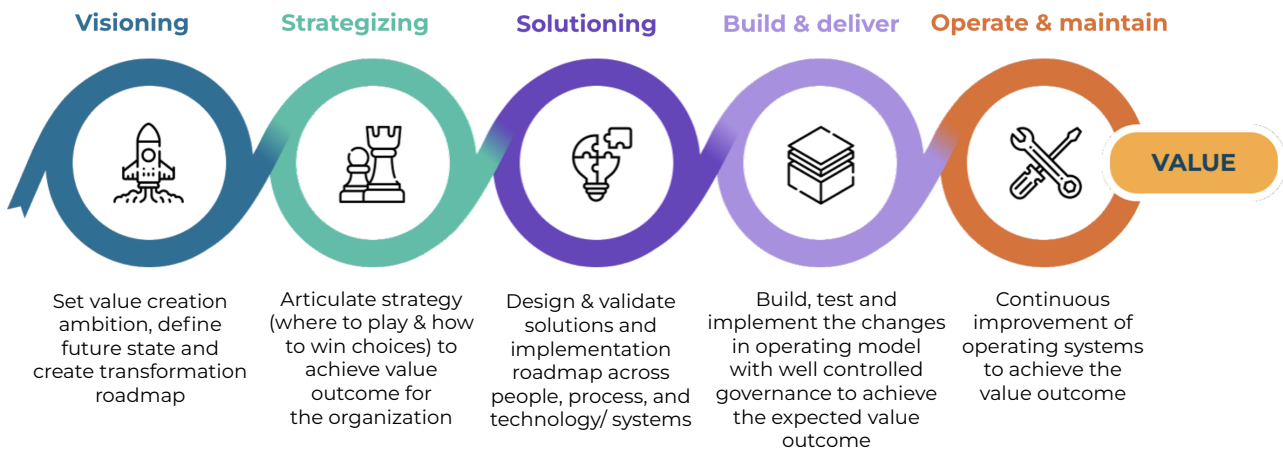 Visioning
Set value creation
ambition, define
future state and
create transformation
roadmap
Strategizing
Articulate strategy
(where to play & how
to win choices) to
achieve value
outcome for
the organization
Solutioning
Design & validate
solutions and
implementation
roadmap across
people, process, and
technology/ systems
Build & deliver
Build, test and
implement the changes
in operating model
with well controlled
governance to achieve
the expected value
outcome
Operate & maintain
Continuous
improvement of
operating systems
to achieve the
value outcome
VALUE